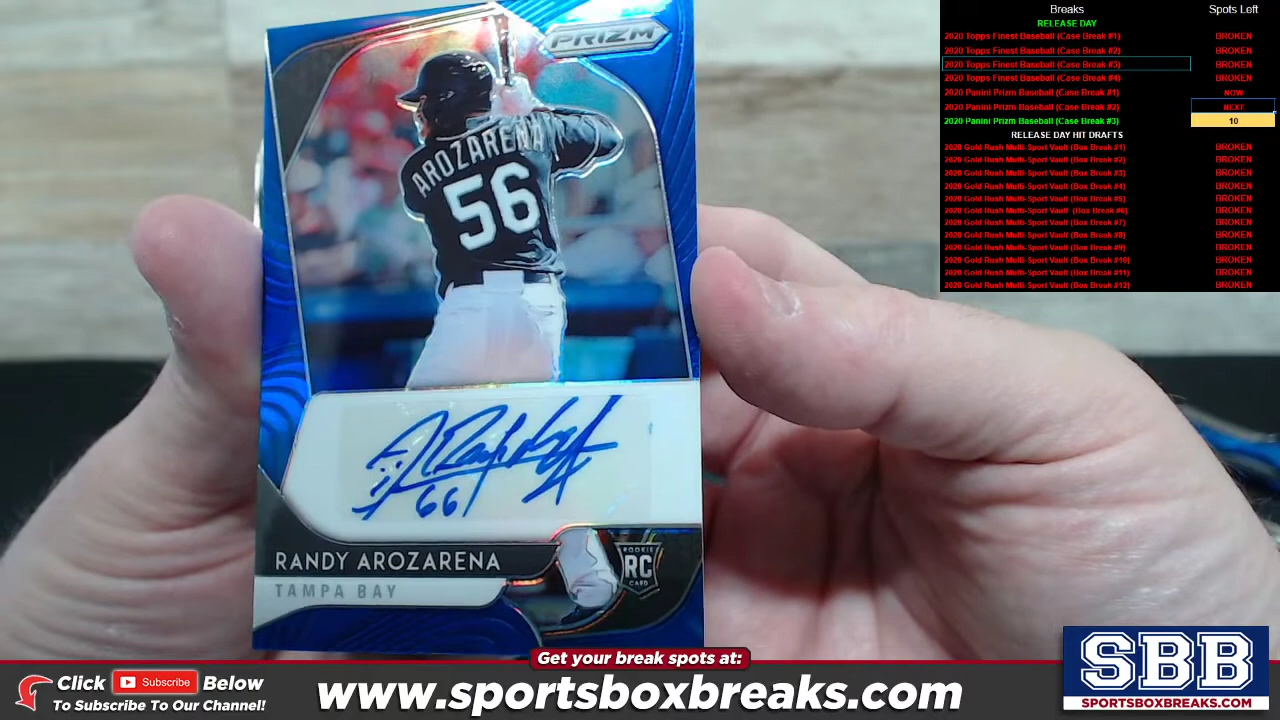 PRIZM
AROZARENA
56
66
RANDY AROZARENA
ROOKIE
RC
CARD
TAMPA BAY
Breaks Spots Left
RELEASE DAY
2020 Topps Finest Baseball (Case Break #1) BROKEN
2020 Topps Finest Baseball (Case Break #2) BROKEN
2020 Topps Finest Baseball (Case Break #3) BROKEN
2020 Topps Finest Baseball (Case Break #4) BROKEN
2020 Panini Prizm Baseball (Case Break #1) NOW
2020 Panini Prizm Baseball (Case Break #2) NEXT
2020 Panini Prizm Baseball (Case Break #3) 10
RELEASE DAY HIT DRAFTS
2020 Gold Rush Multi-Sport Vault (Box Break #1) BROKEN
2020 Gold Rush Multi-Sport Vault (Box Break #2) BROKEN
2020 Gold Rush Multi-Sport Vault (Box Break #3) BROKEN
2020 Gold Rush Multi-Sport Vault (Box Break #4) BROKEN
2020 Gold Rush Multi-Sport Vault (Box Break #5) BROKEN
2020 Gold Rush Multi-Sport Vault (Box Break #6) BROKEN
2020 Gold Rush Multi-Sport Vault (Box Break #7) BROKEN
2020 Gold Rush Multi-Sport Vault (Box Break #8) BROKEN
2020 Gold Rush Multi-Sport Vault (Box Break #9) BROKEN
2020 Gold Rush Multi-Sport Vault (Box Break #10) BROKEN
2020 Gold Rush Multi-Sport Vault (Box Break #11) BROKEN
2020 Gold Rush Multi-Sport Vault (Box Break #12) BROKEN
Get your break spots at:
Click Subscribe Below
To Subscribe To Our Channel!
www.sportsboxbreaks.com
SBB
SPORTSBOXBREAKS.COM